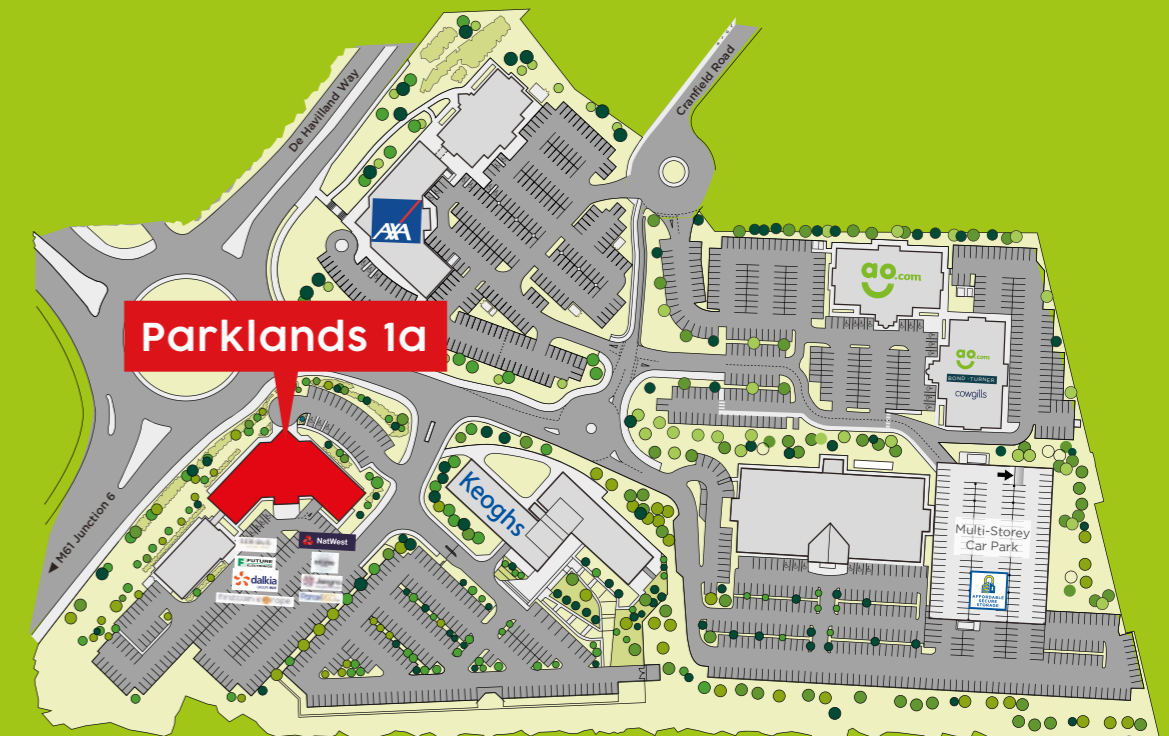 Cranfield Road
De Havilland Way
AXA
ao.com
Parklands 1a
ao.com
BOND TURNER
cowgills
Keoghs
M61 Junction 6
NatWest
FUTURE
dalkia
Multi-Storey
Car Park
AFFORDABLE
SECURE
STORAGE